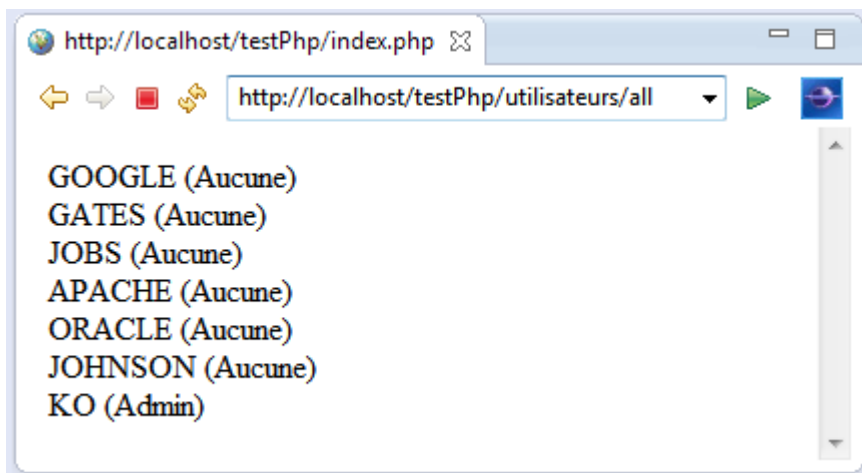 http://localhost/testPhp/index.php
http://localhost/testPhp/utilisateurs/all
GOOGLE (Aucune)
GATES (Aucune)
JOBS (Aucune)
APACHE (Aucune)
ORACLE (Aucune)
JOHNSON (Aucune)
KO (Admin)